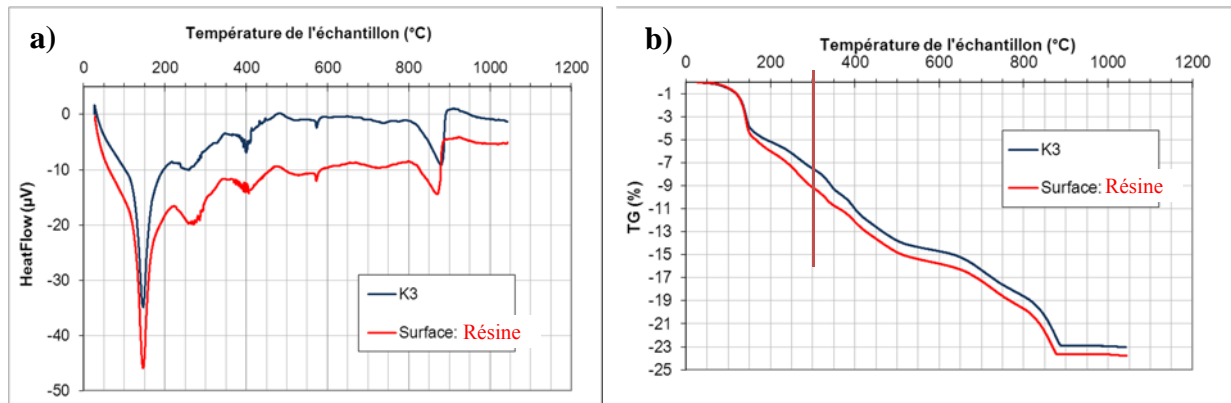 a)
Température de l'échantillon (°C)
0 200 400 600 800 1000 1200
0
-10
-20
-30
-40
-50
HeatFlow (µV)
K3
Surface: Résine
b)
Température de l'échantillon (°C)
0 200 400 600 800 1000 1200
-1
-3
-5
-7
-9
-11
-13
-15
-17
-19
-21
-23
-25
TG (%)
K3
Surface: Résine